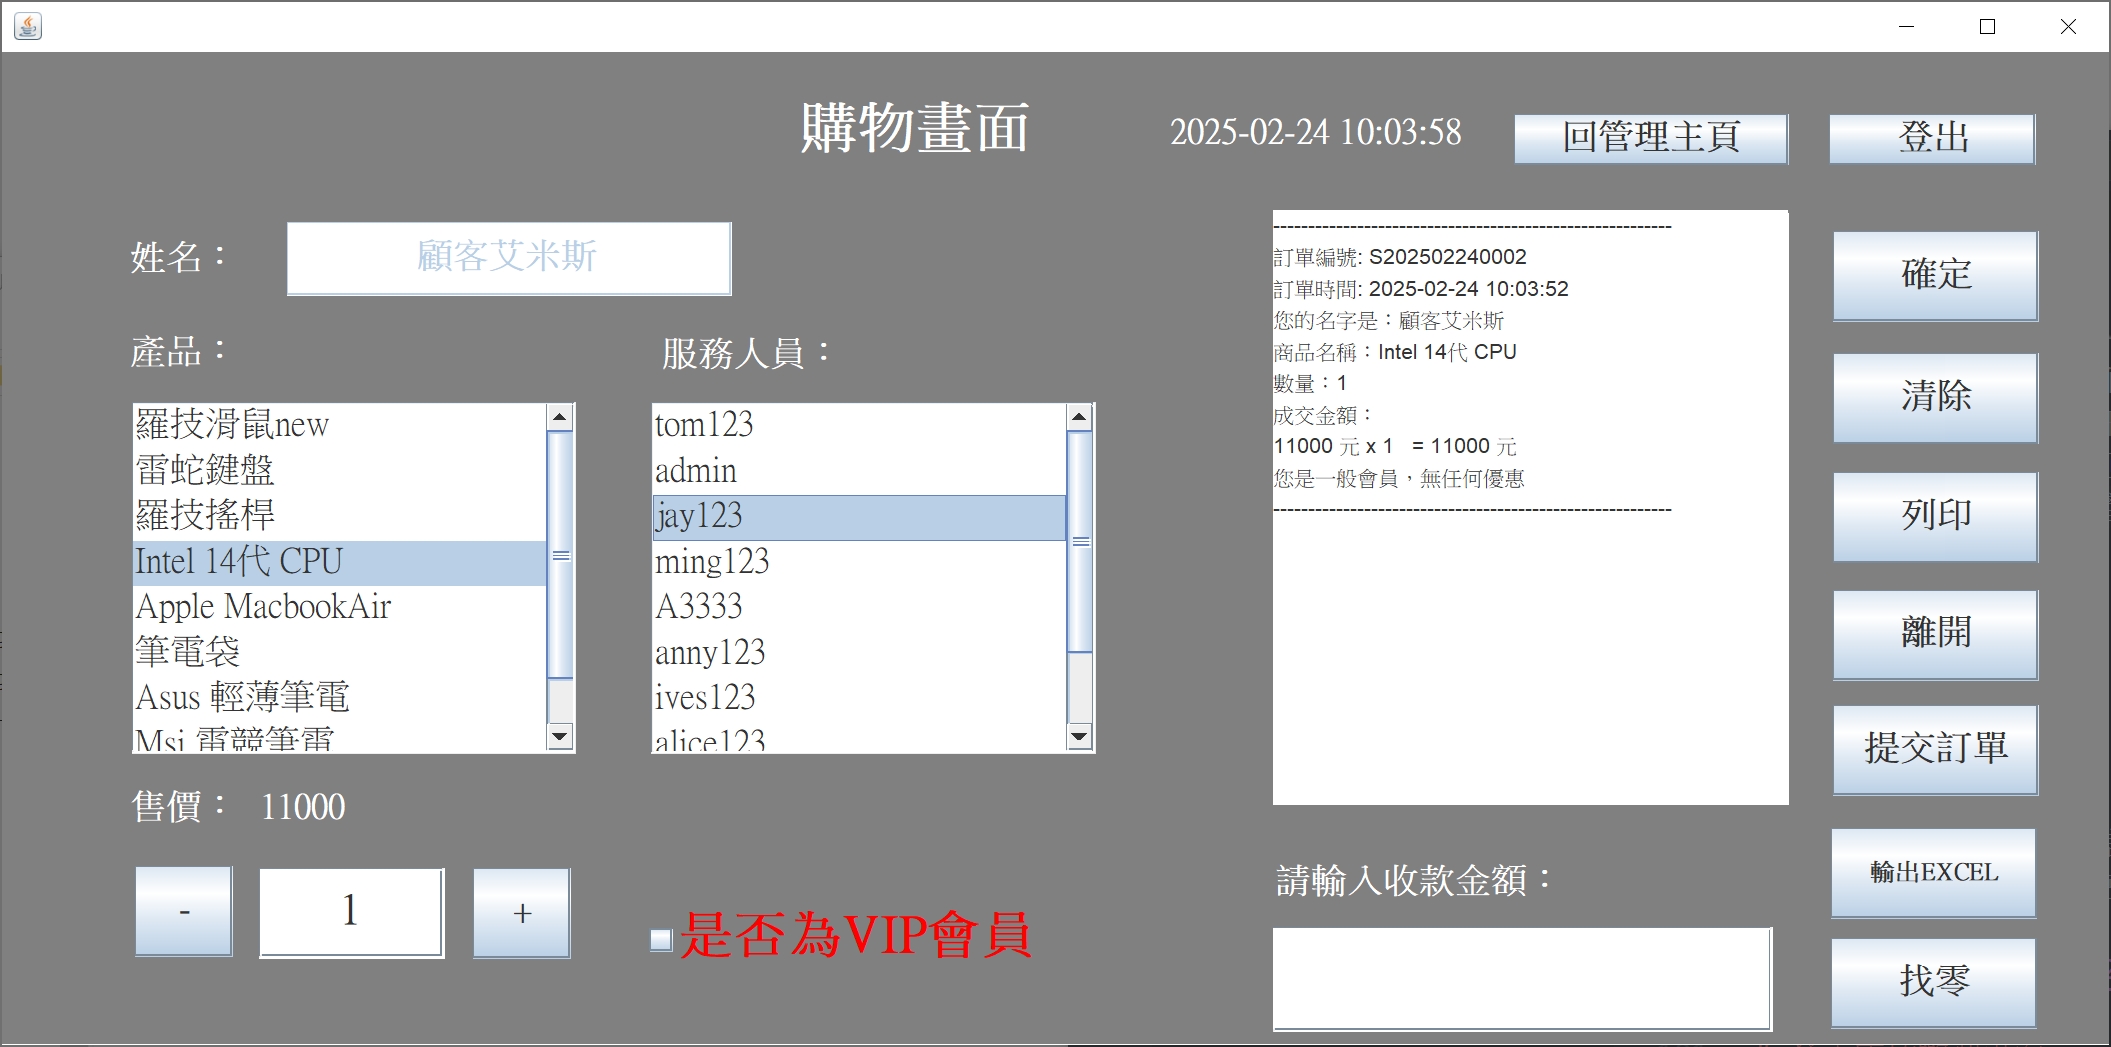 購物畫面
2025-02-24 10:03:58
回管理主頁
登出
姓名：
顧客艾米斯
產品：
羅技滑鼠new
雷蛇鍵盤
羅技搖桿
Intel 14代 CPU
Apple MacbookAir
筆電袋
Asus 輕薄筆電
Msi 電競筆電
服務人員：
tom123
admin
jay123
ming123
A3333
anny123
ives123
alice123
售價： 11000
-
1
+
是否為VIP會員
---------------------------------------------------------
訂單編號: S202502240002
訂單時間: 2025-02-24 10:03:52
您的名字是：顧客艾米斯
商品名稱：Intel 14代 CPU
數量：1
成交金額：
11000 元 x 1 = 11000 元
您是一般會員，無任何優惠
---------------------------------------------------------
請輸入收款金額：
確定
清除
列印
離開
提交訂單
輸出EXCEL
找零